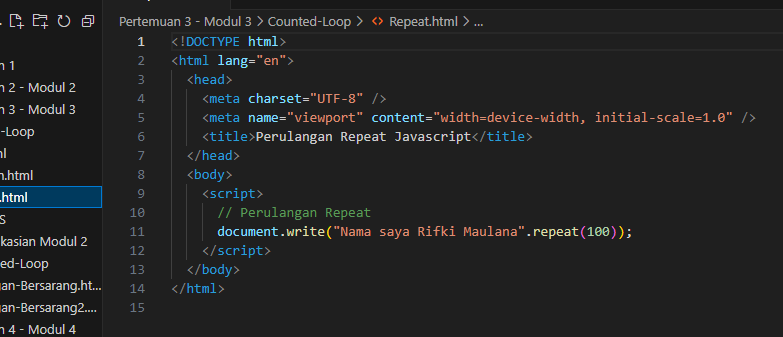 Pertemuan 3 - Modul 3 > Counted-Loop > <> Repeat.html > ...
m 1
m 2 - Modul 2
m 3 - Modul 3
-Loop
ml
n.html
.html
S
kasian Modul 2
ed-Loop
gan-Bersarang.ht...
gan-Bersarang2....
m 4 - Modul 4
1 <!DOCTYPE html>
2 <html lang="en">
3 <head>
4 <meta charset="UTF-8" />
5 <meta name="viewport" content="width=device-width, initial-scale=1.0" />
6 <title>Perulangan Repeat Javascript</title>
7 </head>
8 <body>
9 <script>
10 // Perulangan Repeat
11 document.write("Nama saya Rifki Maulana".repeat(100));
12 </script>
13 </body>
14 </html>
15